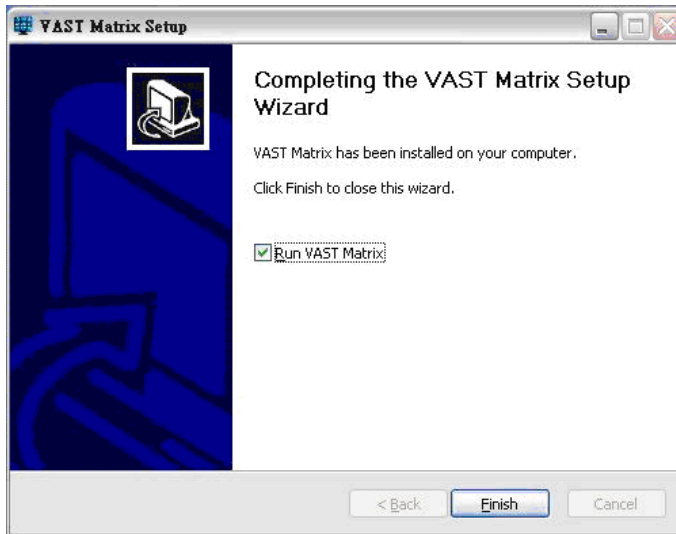 VAST Matrix Setup
Completing the VAST Matrix Setup
Wizard
VAST Matrix has been installed on your computer.
Click Finish to close this wizard.
Run VAST Matrix
< Back
Finish
Cancel